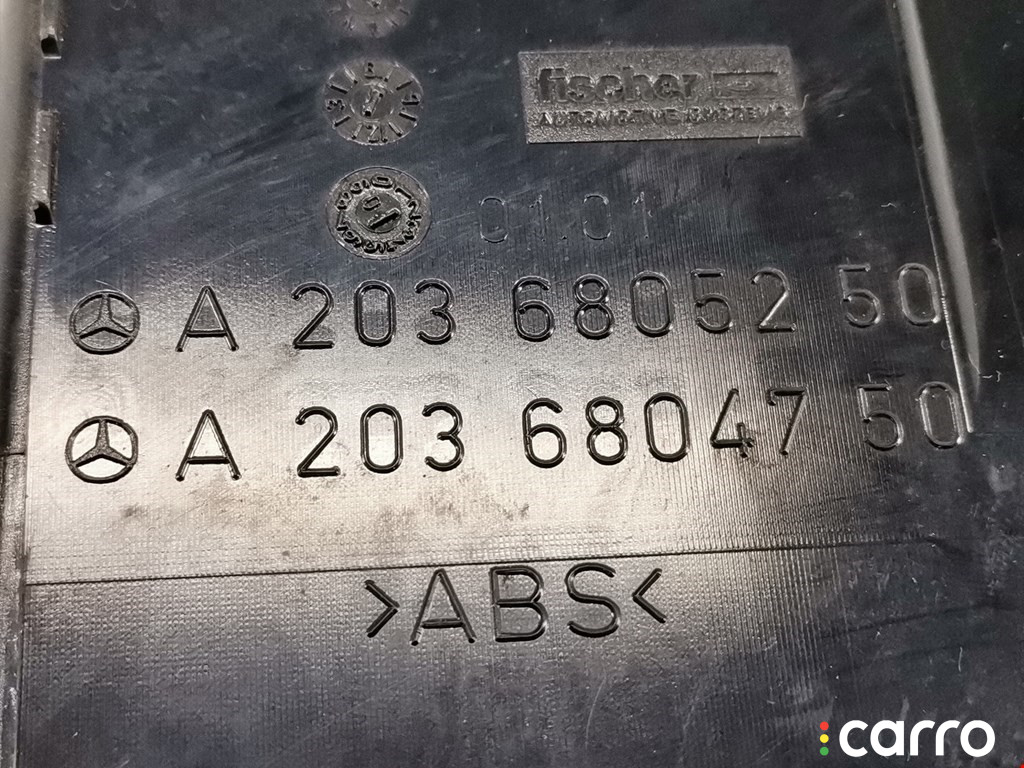 fischer
AUTOMOTIVE SYSTEMS
01.01
A 203 68052 50
A 203 68047 50
>ABS<
carro